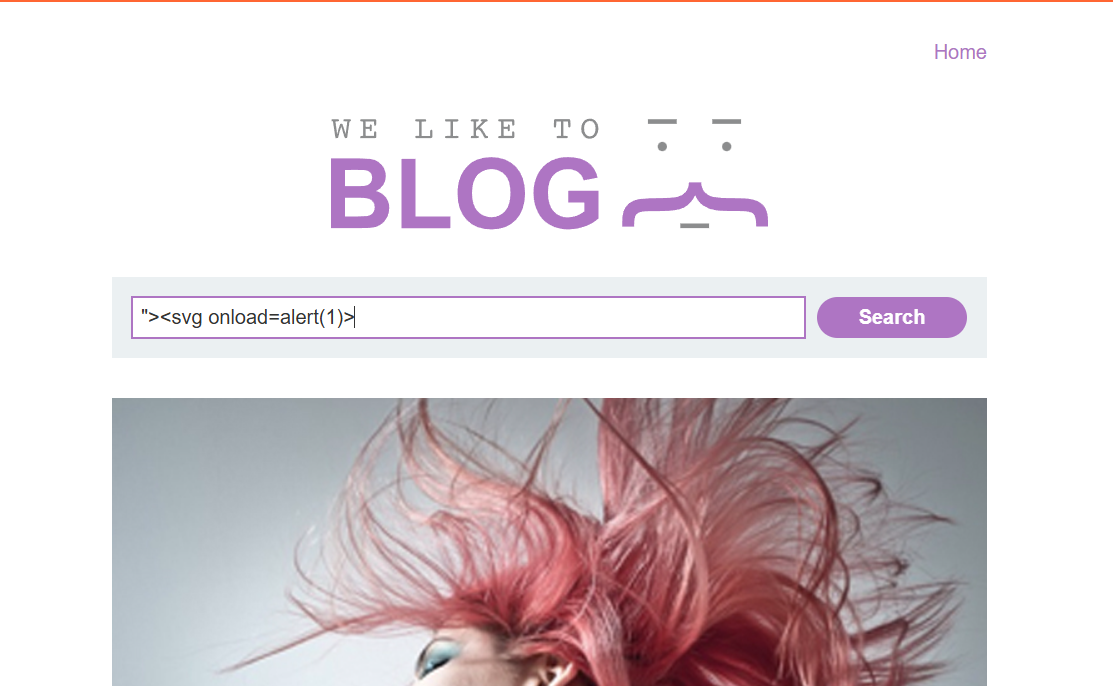 Home
WE LIKE TO
BLOG
"><svg onload=alert(1)>
Search